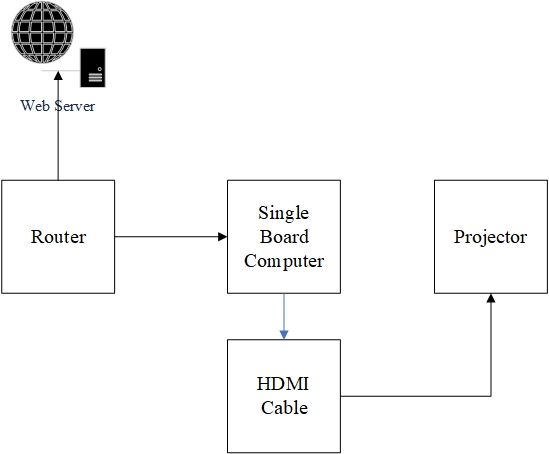 Web Server
Router
Single
Board
Computer
Projector
HDMI
Cable